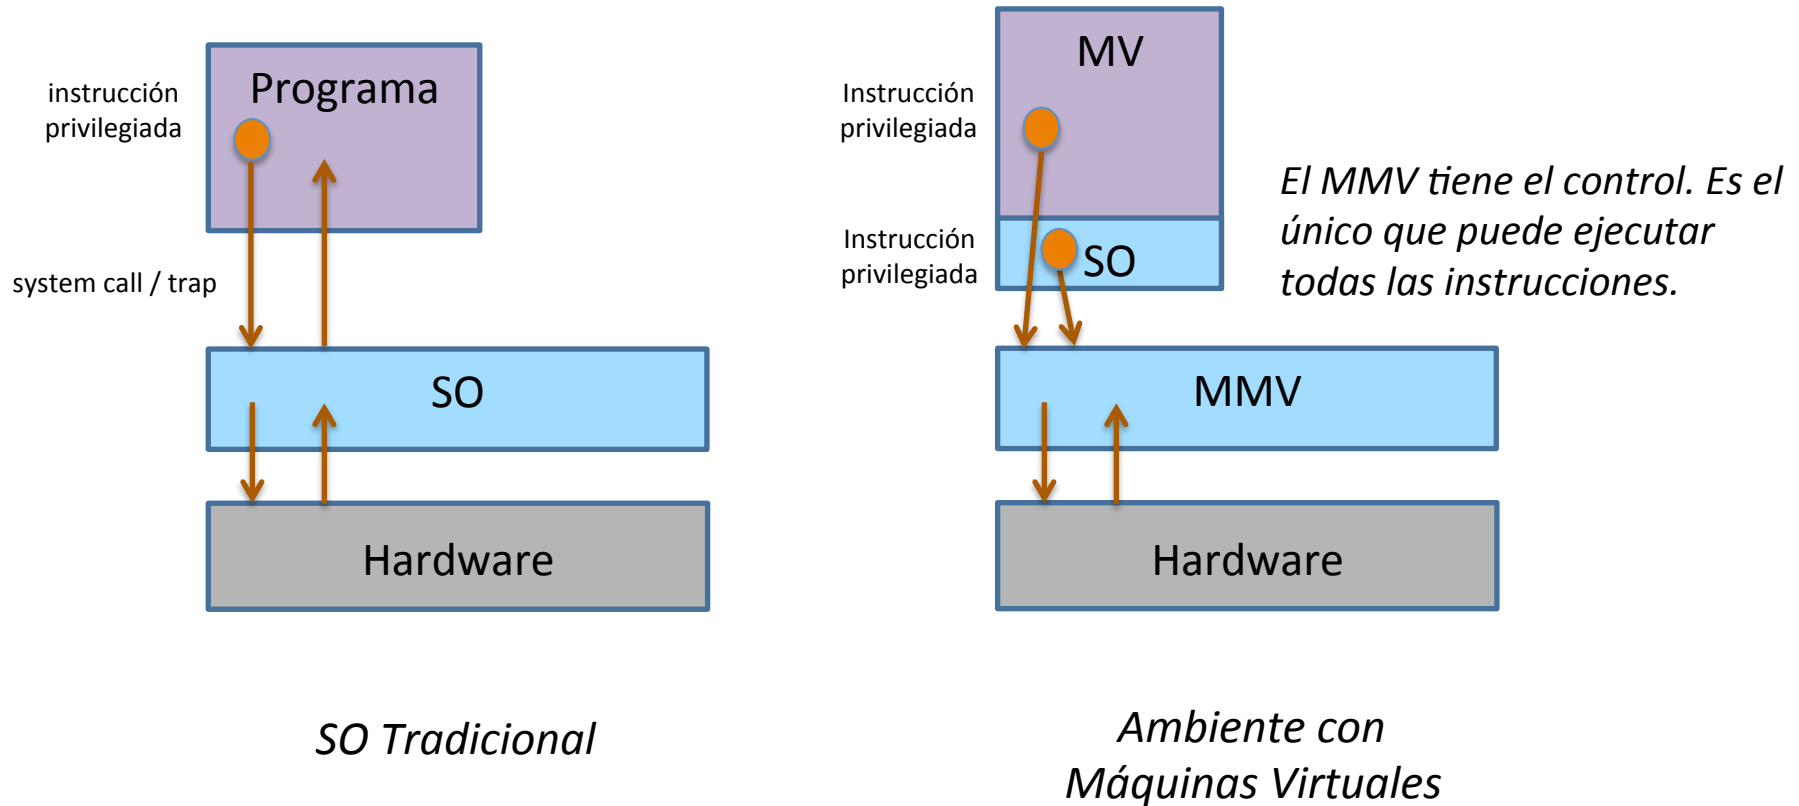 instrucción
privilegiada
Programa
system call / trap
SO
Hardware
SO Tradicional
MV
Instrucción
privilegiada
Instrucción
privilegiada
SO
MMV
Hardware
El MMV tiene el control. Es el
único que puede ejecutar
todas las instrucciones.
Ambiente con
Máquinas Virtuales